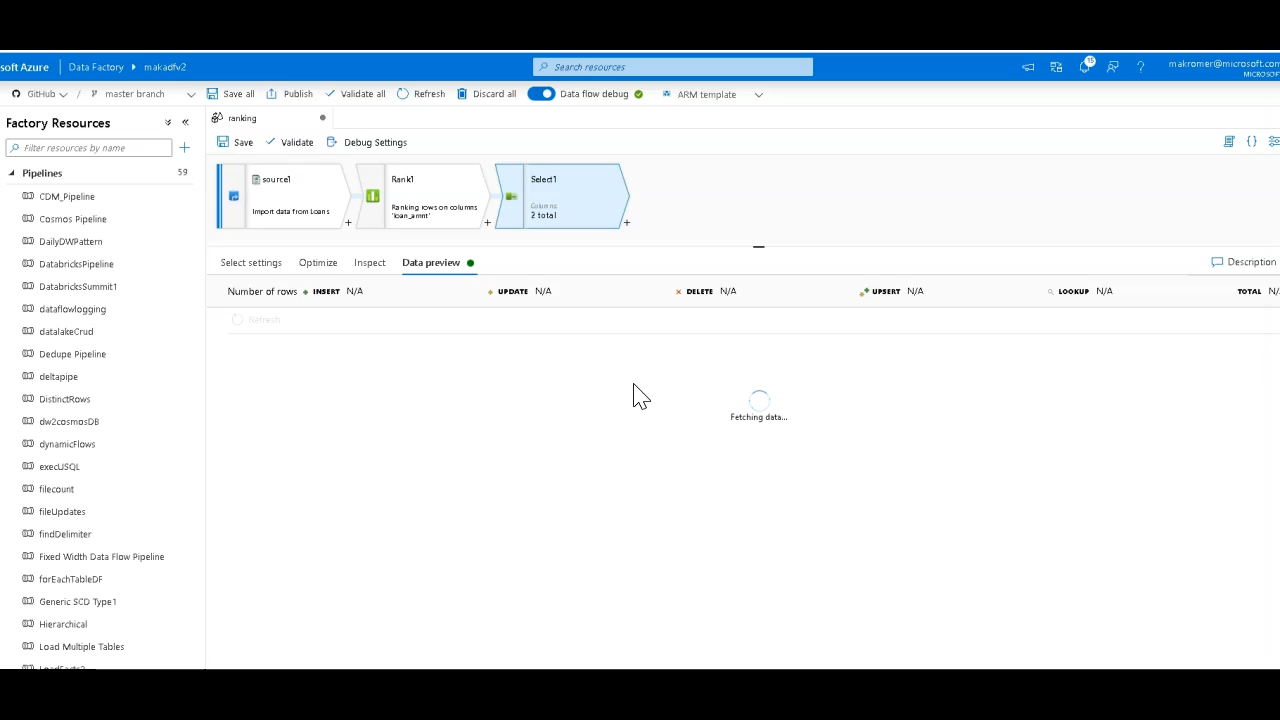 soft Azure Data Factory makadfv2 Search resources 15 makromer@microsoft.com
MICROSOFT
GitHub / master branch Save all Publish Validate all Refresh Discard all Data flow debug ARM template
Factory Resources
Filter resources by name
Pipelines 59
CDM_Pipeline
Cosmos Pipeline
DailyDWPattern
DatabricksPipeline
DatabricksSummit1
dataflowlogging
datalakeCrud
Dedupe Pipeline
deltapipe
DistinctRows
dw2cosmosDB
dynamicFlows
execUSQL
filecount
fileUpdates
findDelimiter
Fixed Width Data Flow Pipeline
forEachTableDF
Generic SCD Type1
Hierarchical
Load Multiple Tables
ranking
Save Validate Debug Settings
source1
Import data from Loans
Rank1
Ranking rows on columns
'loan_amnt'
Select1
Columns:
2 total
Select settings Optimize Inspect Data preview Description
Number of rows INSERT N/A UPDATE N/A DELETE N/A UPSERT N/A LOOKUP N/A TOTAL N/
Refresh
Fetching data...